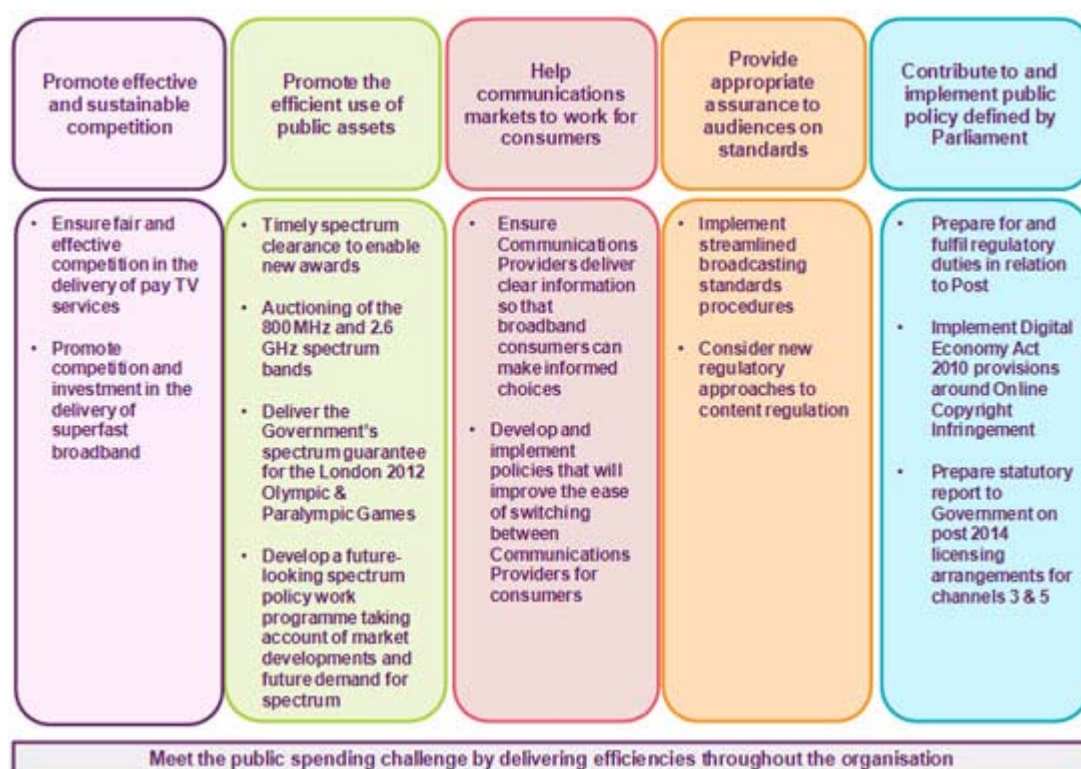 Promote effective
and sustainable
competition
Promote the
efficient use of
public assets
Help
communications
markets to work for
consumers
Provide
appropriate
assurance to
audiences on
standards
Contribute to and
implement public
policy defined by
Parliament
• Ensure fair and
effective
competition in the
delivery of pay TV
services
• Promote
competition and
investment in the
delivery of
superfast
broadband
• Timely spectrum
clearance to enable
new awards
• Auctioning of the
800 MHz and 2.6
GHz spectrum
bands
• Deliver the
Government's
spectrum guarantee
for the London 2012
Olympic &
Paralympic Games
• Develop a future-
looking spectrum
policy work
programme taking
account of market
developments and
future demand for
spectrum
• Ensure
Communications
Providers deliver
clear information
so that
broadband
consumers can
make informed
choices
• Develop and
implement
policies that will
improve the ease
of switching
between
Communications
Providers for
consumers
• Implement
streamlined
broadcasting
standards
procedures
• Consider new
regulatory
approaches to
content regulation
• Prepare for and
fulfil regulatory
duties in relation
to Post
• Implement Digital
Economy Act
2010 provisions
around Online
Copyright
Infringement
• Prepare statutory
report to
Government on
post 2014
licensing
arrangements for
channels 3 & 5
Meet the public spending challenge by delivering efficiencies throughout the organisation